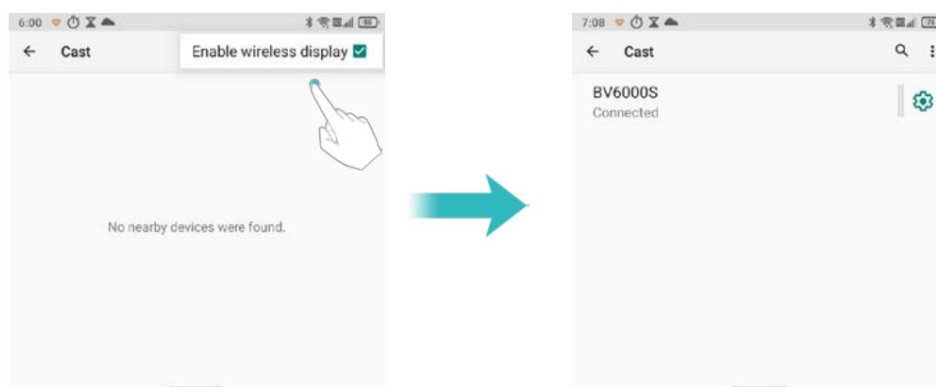 6:00
Cast
Enable wireless display
No nearby devices were found.
7:08
Cast
BV6000S
Connected